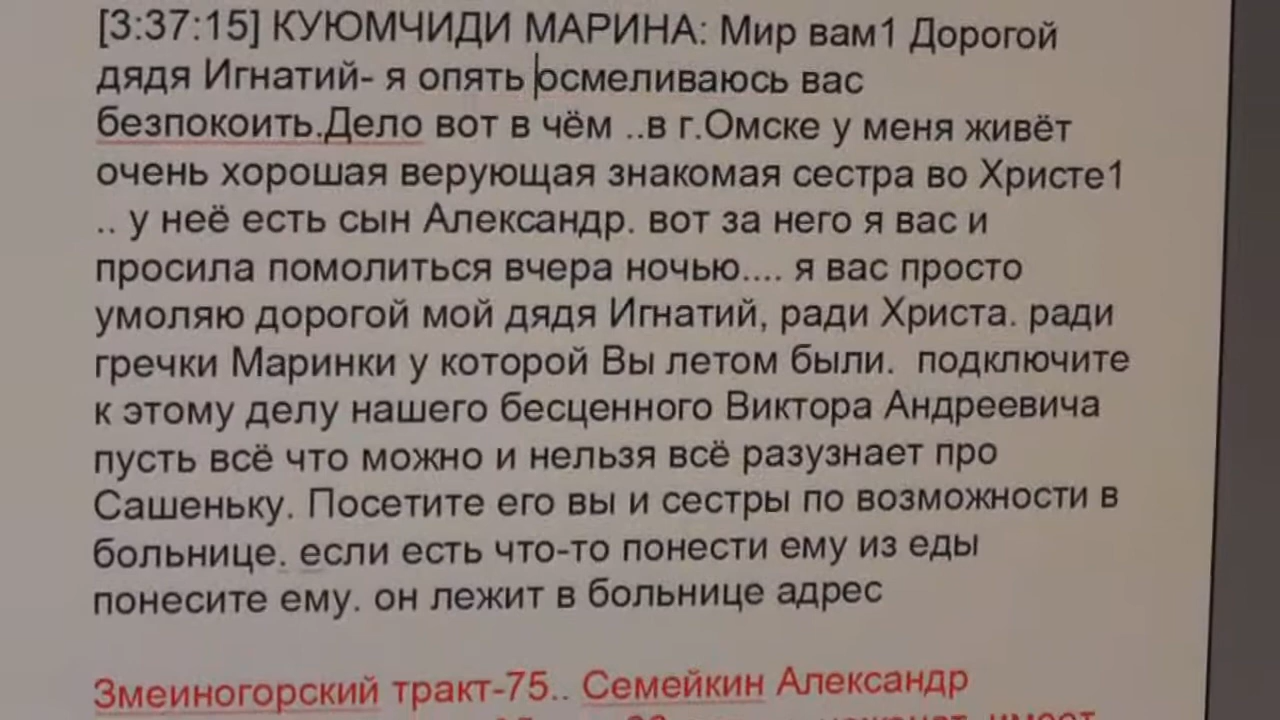 [3:37:15] КУЮМЧИДИ МАРИНА: Мир вам1 Дорогой
дядя Игнатий- я опять осмеливаюсь вас
безпокоить.Дело вот в чём ..в г.Омске у меня живёт
очень хорошая верующая знакомая сестра во Христе1
.. у неё есть сын Александр. вот за него я вас и
просила помолиться вчера ночью.... я вас просто
умоляю дорогой мой дядя Игнатий, ради Христа. ради
гречки Маринки у которой Вы летом были.  подключите
к этому делу нашего бесценного Виктора Андреевича
пусть всё что можно и нельзя всё разузнает про
Сашеньку. Посетите его вы и сестры по возможности в
больнице. если есть что-то понести ему из еды
понесите ему. он лежит в больнице адрес
Змеиногорский тракт-75.. Семейкин Александр